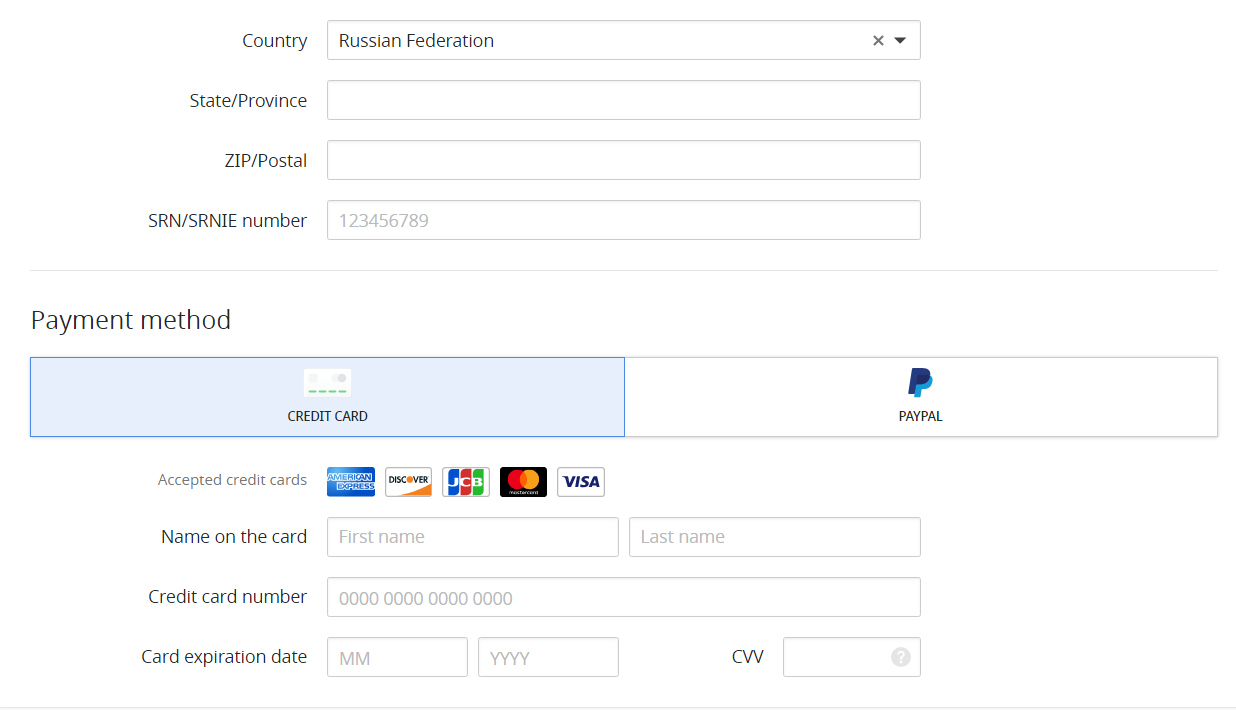 Country Russian Federation
State/Province
ZIP/Postal
SRN/SRNIE number 123456789
Payment method
CREDIT CARD PAYPAL
Accepted credit cards AMERICAN EXPRESS DISCOVER JCB mastercard VISA
Name on the card First name Last name
Credit card number 0000 0000 0000 0000
Card expiration date MM YYYY CVV ?